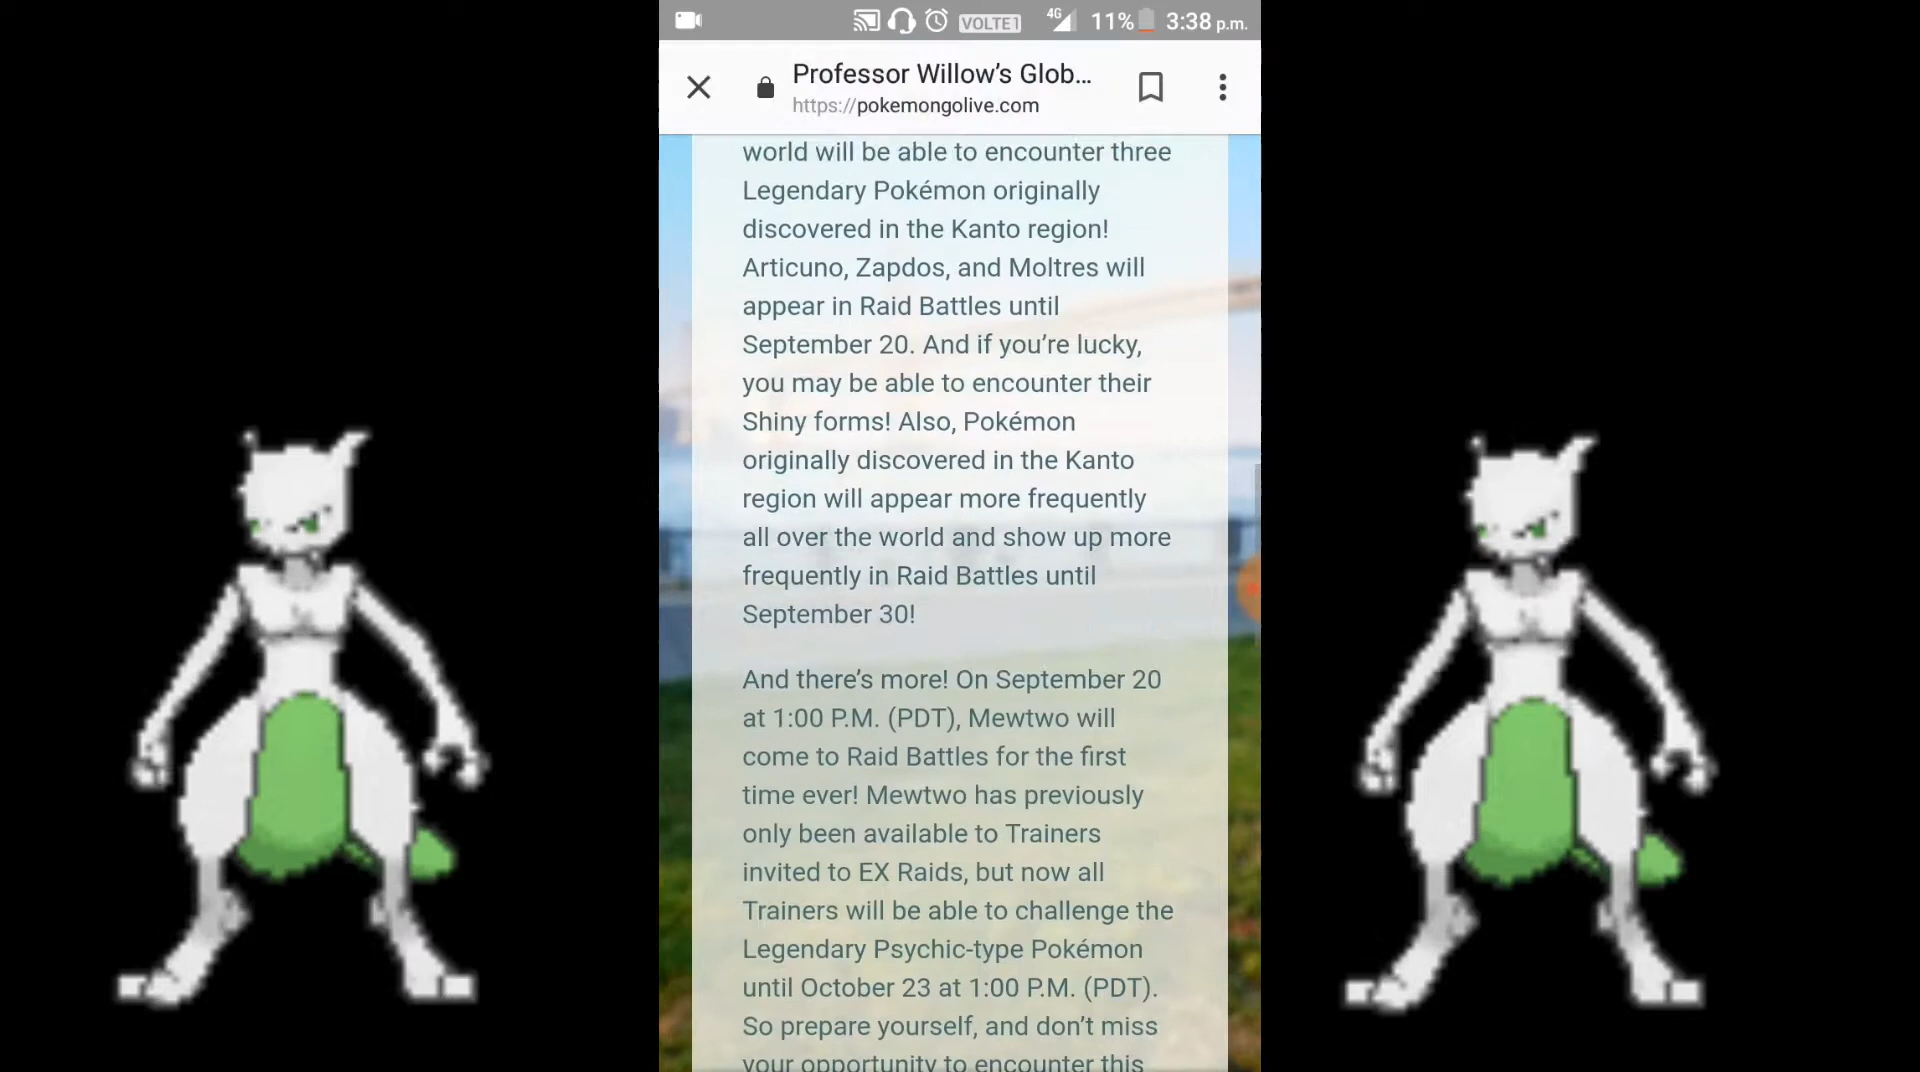 VOLTE1 4G 11% 3:38 p.m.
Professor Willow’s Glob...
https://pokemongolive.com
world will be able to encounter three
Legendary Pokémon originally
discovered in the Kanto region!
Articuno, Zapdos, and Moltres will
appear in Raid Battles until
September 20. And if you’re lucky,
you may be able to encounter their
Shiny forms! Also, Pokémon
originally discovered in the Kanto
region will appear more frequently
all over the world and show up more
frequently in Raid Battles until
September 30!
And there’s more! On September 20
at 1:00 P.M. (PDT), Mewtwo will
come to Raid Battles for the first
time ever! Mewtwo has previously
only been available to Trainers
invited to EX Raids, but now all
Trainers will be able to challenge the
Legendary Psychic-type Pokémon
until October 23 at 1:00 P.M. (PDT).
So prepare yourself, and don’t miss
your opportunity to encounter this